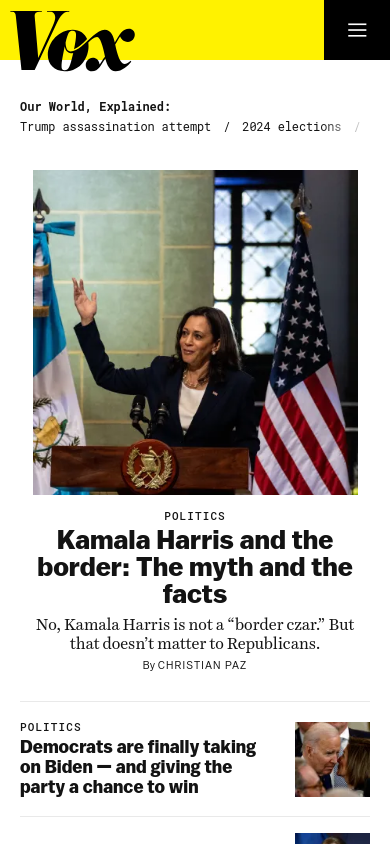 Vox
Our World, Explained:
Trump assassination attempt / 2024 elections /
POLITICS
Kamala Harris and the
border: The myth and the
facts
No, Kamala Harris is not a “border czar.” But
that doesn’t matter to Republicans.
By CHRISTIAN PAZ
POLITICS
Democrats are finally taking
on Biden — and giving the
party a chance to win